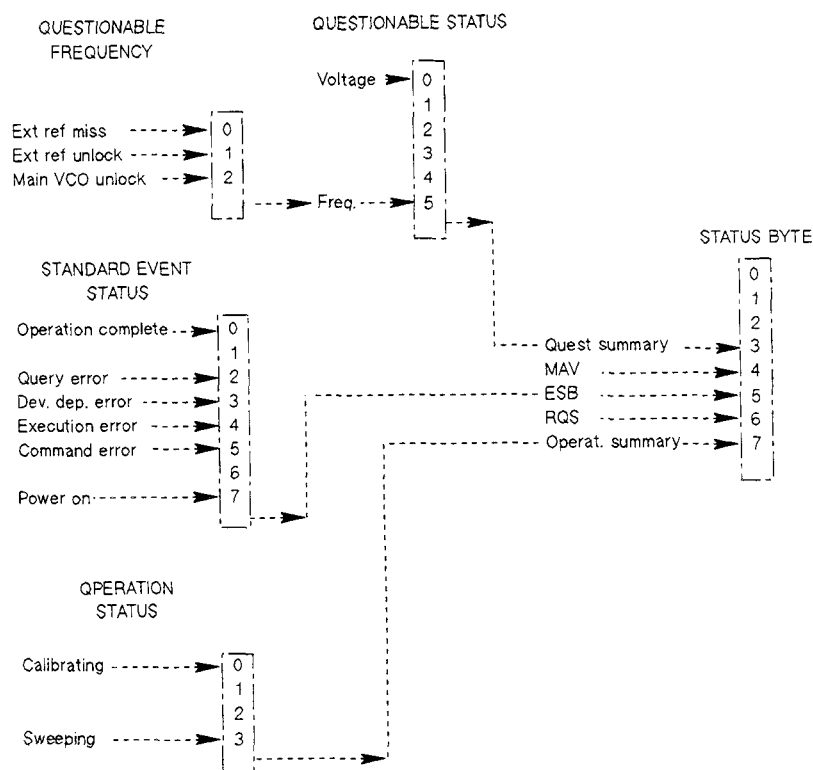 QUESTIONABLE
FREQUENCY
Ext ref miss 0
Ext ref unlock 1
Main VCO unlock 2
QUESTIONABLE STATUS
Voltage 0
1
2
3
4
Freq. 5
STANDARD EVENT
STATUS
Operation complete 0
1
Query error 2
Dev. dep. error 3
Execution error 4
Command error 5
6
Power on 7
STATUS BYTE
0
1
2
Quest summary 3
MAV 4
ESB 5
RQS 6
Operat. summary 7
QPERATION
STATUS
Calibrating 0
1
2
Sweeping 3